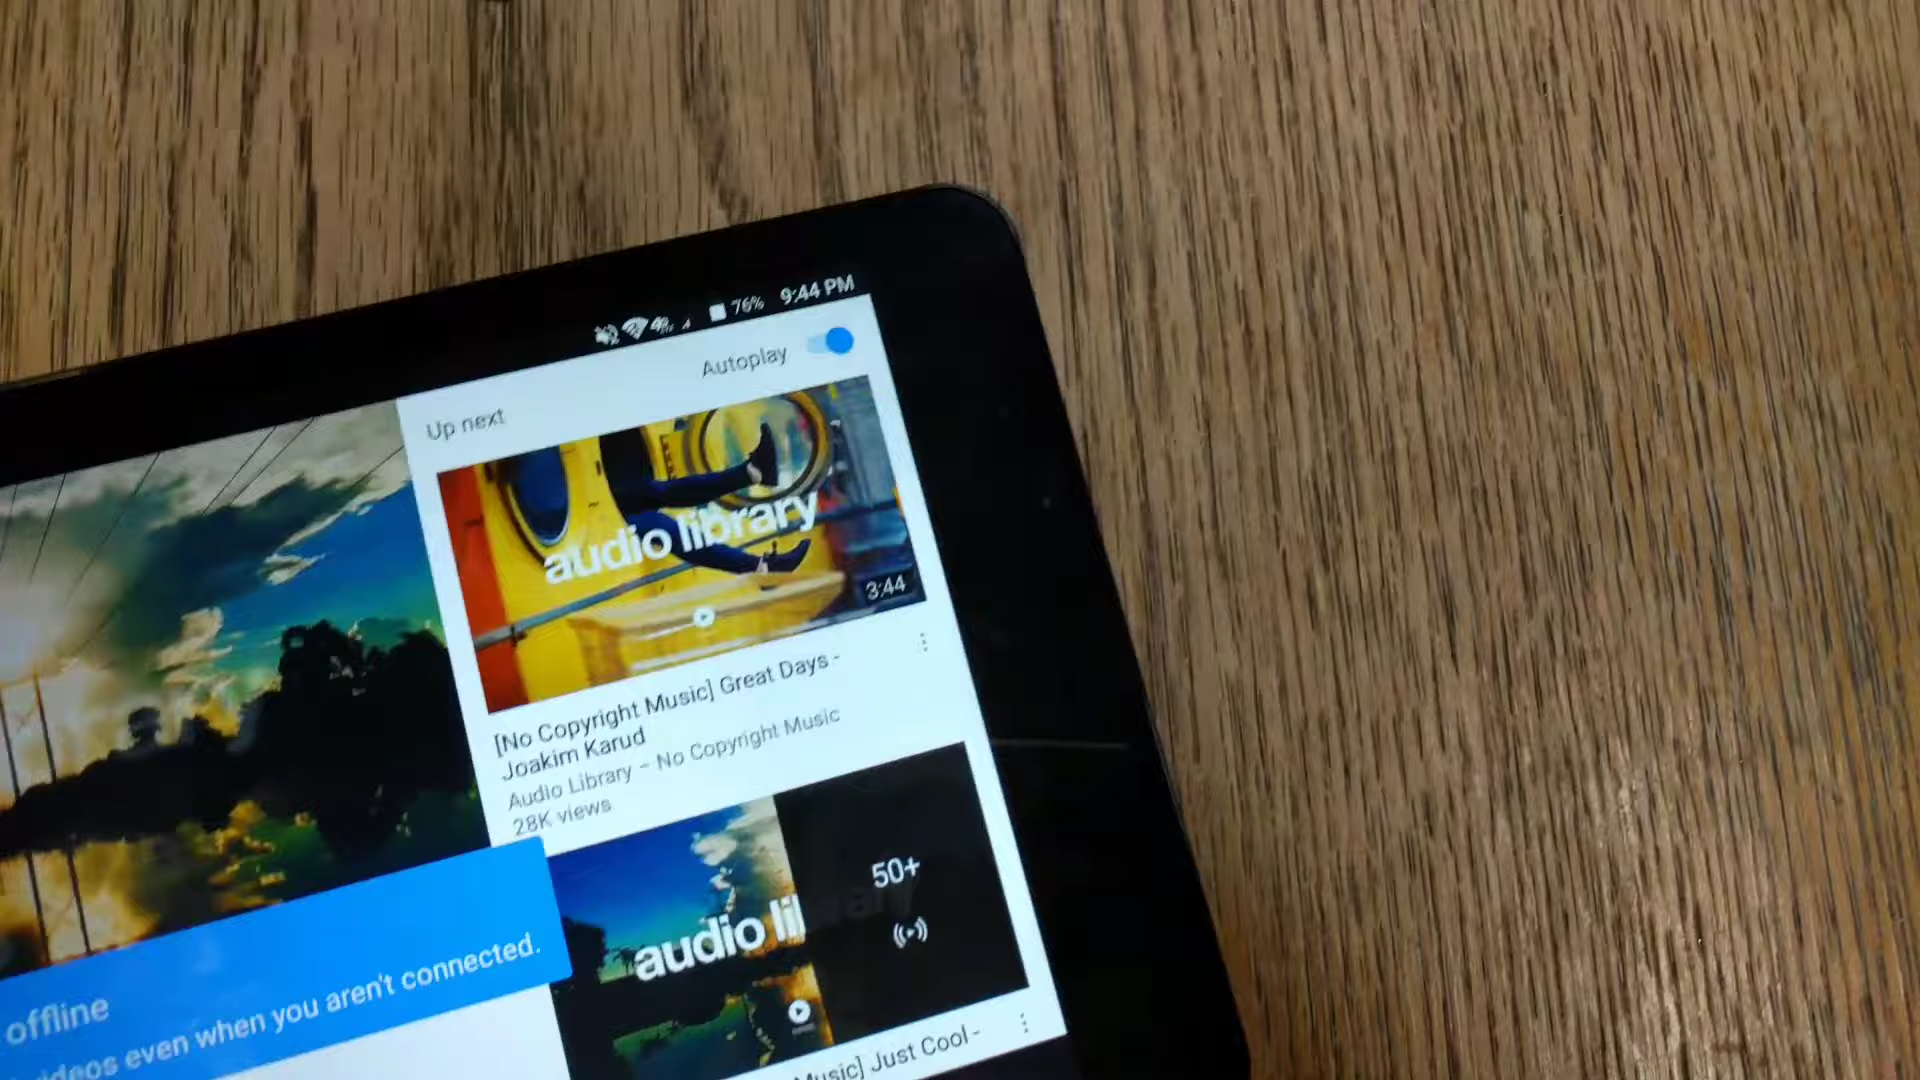 76% 9:44 PM
Autoplay
Up next
audio library
3:44
[No Copyright Music] Great Days -
Joakim Karud
Audio Library – No Copyright Music
28K views
50+
audio li
offline
videos even when you aren't connected.
Music] Just Cool -